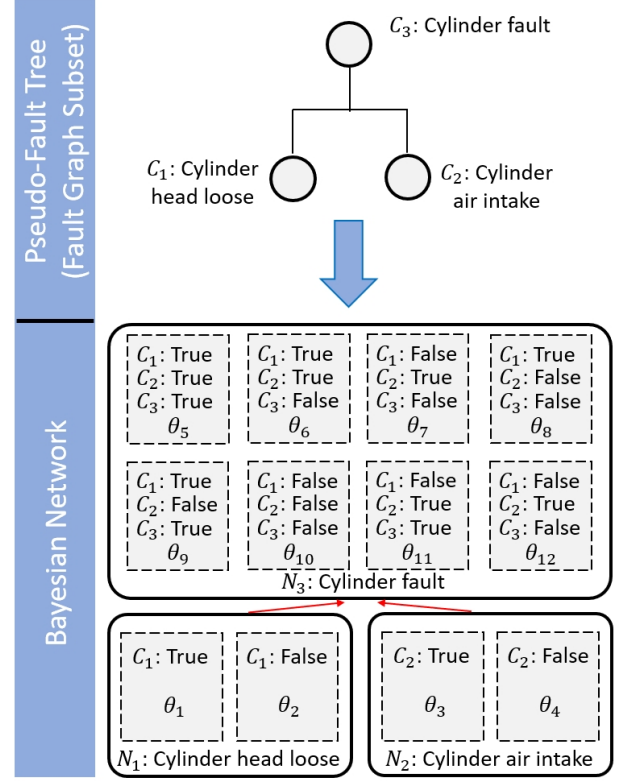 Pseudo-Fault Tree
(Fault Graph Subset)
C₃: Cylinder fault
C₁: Cylinder
head loose
C₂: Cylinder
air intake
Bayesian Network
C₁: True
C₂: True
C₃: True
θ₅
C₁: True
C₂: True
C₃: False
θ₆
C₁: False
C₂: True
C₃: False
θ₇
C₁: True
C₂: False
C₃: False
θ₈
C₁: True
C₂: False
C₃: True
θ₉
C₁: False
C₂: False
C₃: False
θ₁₀
C₁: False
C₂: True
C₃: True
θ₁₁
C₁: False
C₂: True
C₃: False
θ₁₂
N₃: Cylinder fault
C₁: True
θ₁
C₁: False
θ₂
N₁: Cylinder head loose
C₂: True
θ₃
C₂: False
θ₄
N₂: Cylinder air intake